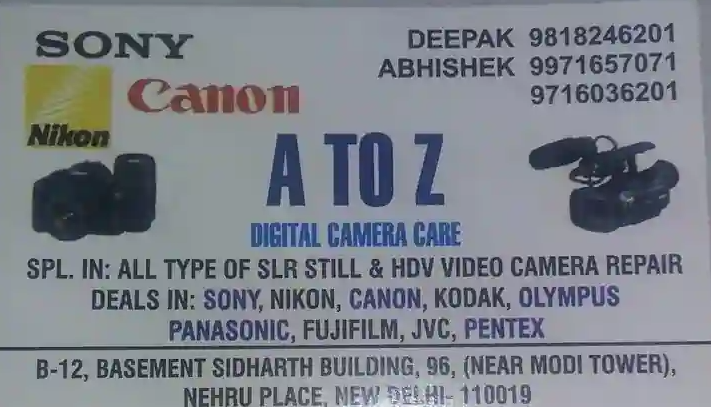 SONY
DEEPAK 9818246201
ABHISHEK 9971657071
9716036201
Nikon
Canon
A TO Z
DIGITAL CAMERA CARE
SPL. IN: ALL TYPE OF SLR STILL & HDV VIDEO CAMERA REPAIR
DEALS IN: SONY, NIKON, CANON, KODAK, OLYMPUS
PANASONIC, FUJIFILM, JVC, PENTEX
B-12, BASEMENT SIDHARTH BUILDING, 96, (NEAR MODI TOWER),
NEHRU PLACE, NEW DELHI- 110019